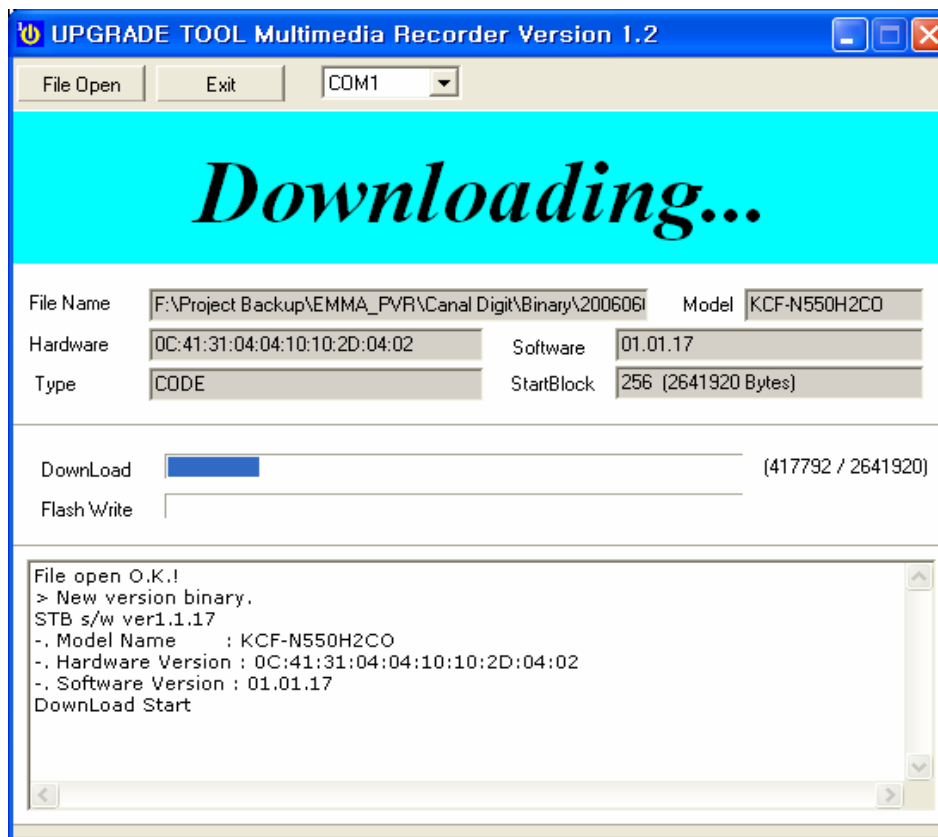 UPGRADE TOOL Multimedia Recorder Version 1.2
File Open Exit COM1
Downloading...
File Name F:\Project Backup\EMMA_PVR\Canal Digit\Binary\200606 Model KCF-N550H2CO
Hardware 0C:41:31:04:04:10:10:2D:04:02 Software 01.01.17
Type CODE StartBlock 256 (2641920 Bytes)
DownLoad (417792 / 2641920)
Flash Write
File open O.K.!
> New version binary.
STB s/w ver1.1.17
-. Model Name : KCF-N550H2CO
-. Hardware Version : 0C:41:31:04:04:10:10:2D:04:02
-. Software Version : 01.01.17
DownLoad Start